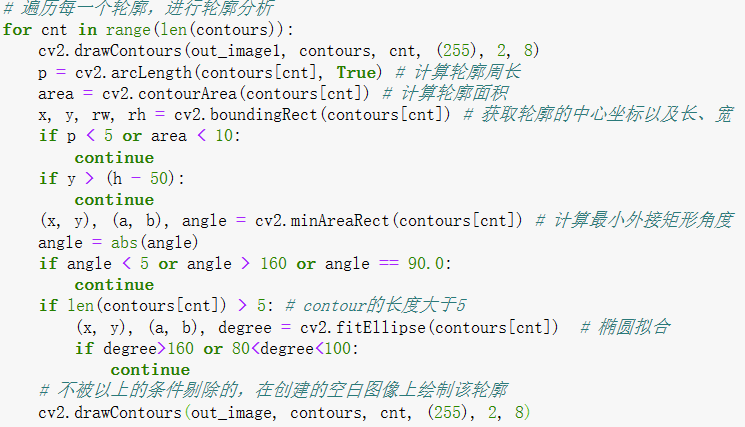 # 遍历每一个轮廓，进行轮廓分析
for cnt in range(len(contours)):
    cv2.drawContours(out_image1, contours, cnt, (255), 2, 8)
    p = cv2.arcLength(contours[cnt], True) # 计算轮廓周长
    area = cv2.contourArea(contours[cnt]) # 计算轮廓面积
    x, y, rw, rh = cv2.boundingRect(contours[cnt]) # 获取轮廓的中心坐标以及长、宽
    if p < 5 or area < 10:
        continue
    if y > (h - 50):
        continue
    (x, y), (a, b), angle = cv2.minAreaRect(contours[cnt]) # 计算最小外接矩形角度
    angle = abs(angle)
    if angle < 5 or angle > 160 or angle == 90.0:
        continue
    if len(contours[cnt]) > 5: # contour的长度大于5
        (x, y), (a, b), degree = cv2.fitEllipse(contours[cnt])  # 椭圆拟合
        if degree>160 or 80<degree<100:
            continue
    # 不被以上的条件剔除的，在创建的空白图像上绘制该轮廓
    cv2.drawContours(out_image, contours, cnt, (255), 2, 8)